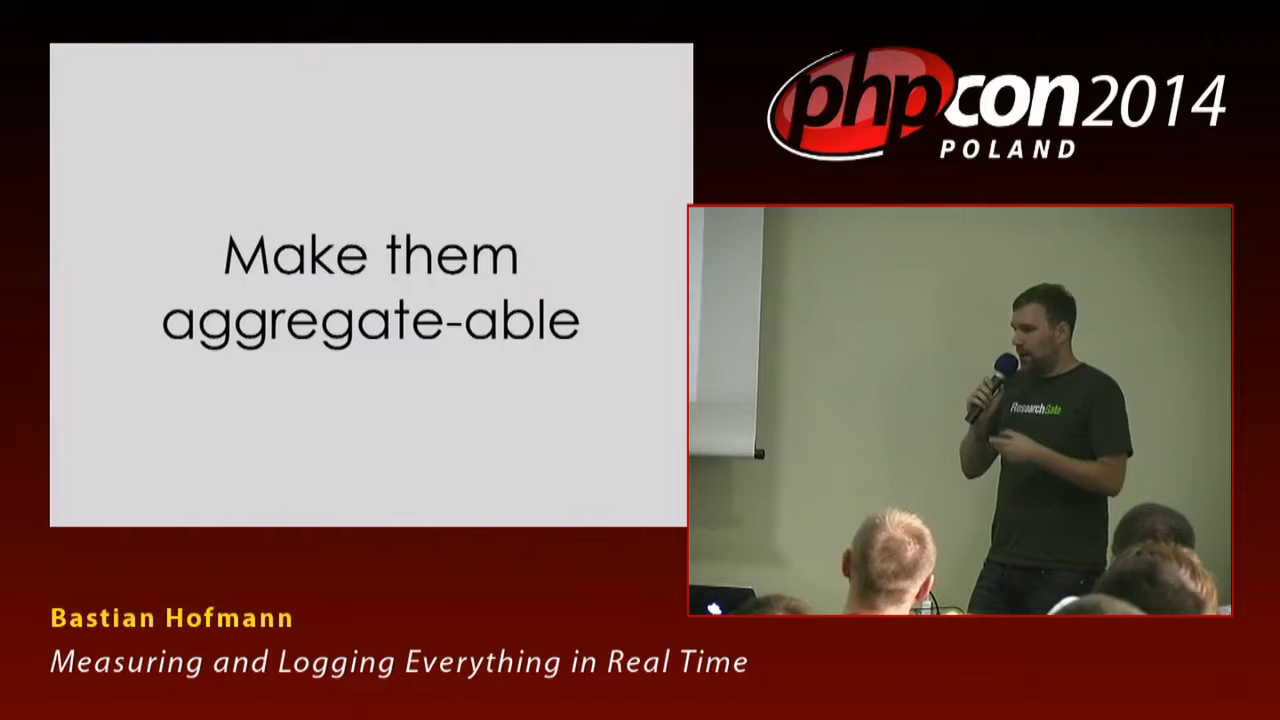 Make them
aggregate-able
phpcon2014
POLAND
ResearchGate
Bastian Hofmann
Measuring and Logging Everything in Real Time